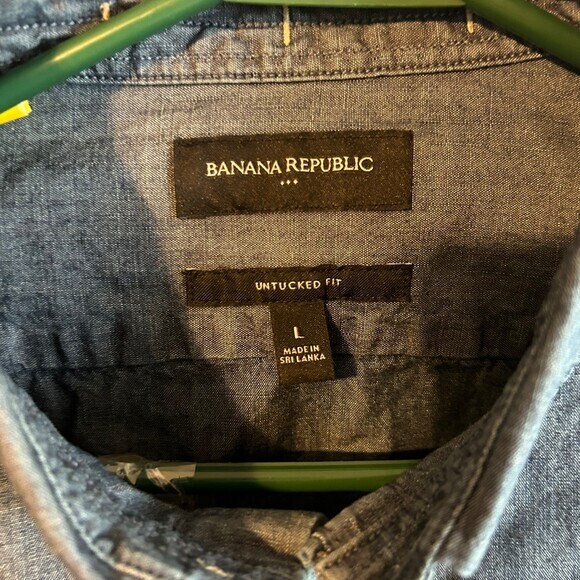 BANANA REPUBLIC
UNTUCKED FIT
L
MADE IN
SRI LANKA